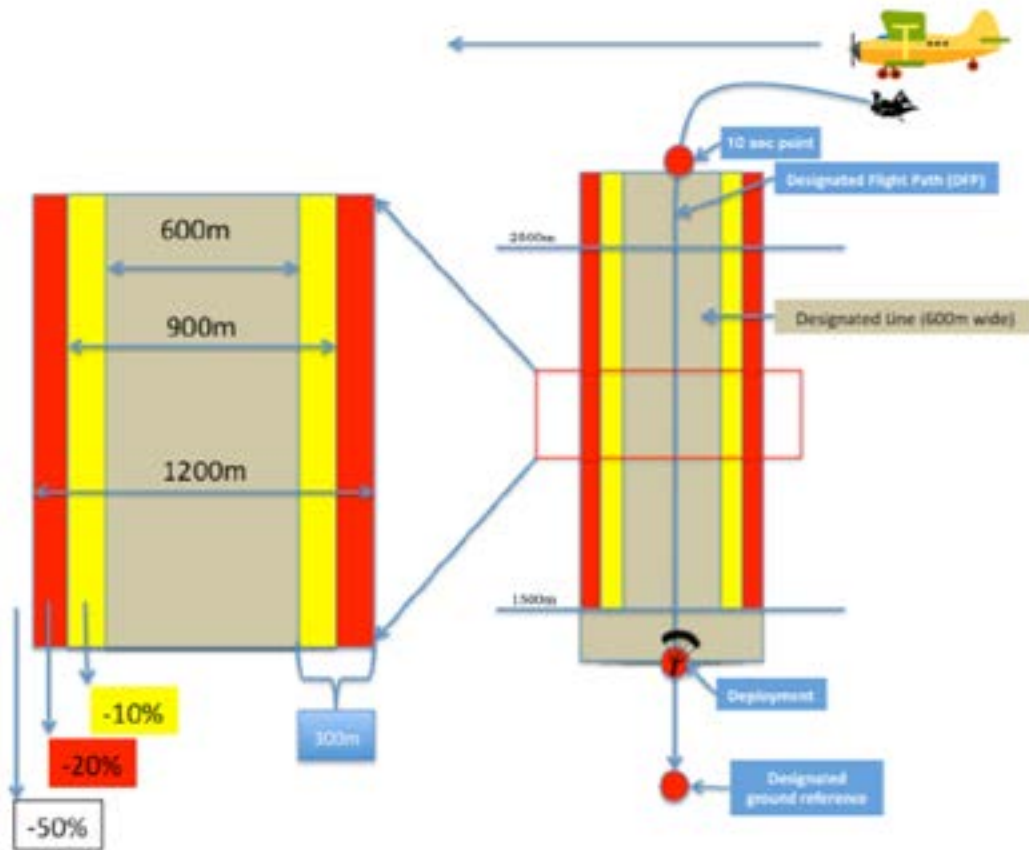 10 sec point
Designated Flight Path (DFP)
600m
2500m
Designated Line (600m wide)
900m
1200m
1500m
-10%
300m
Deployment
-20%
Designated
ground reference
-50%